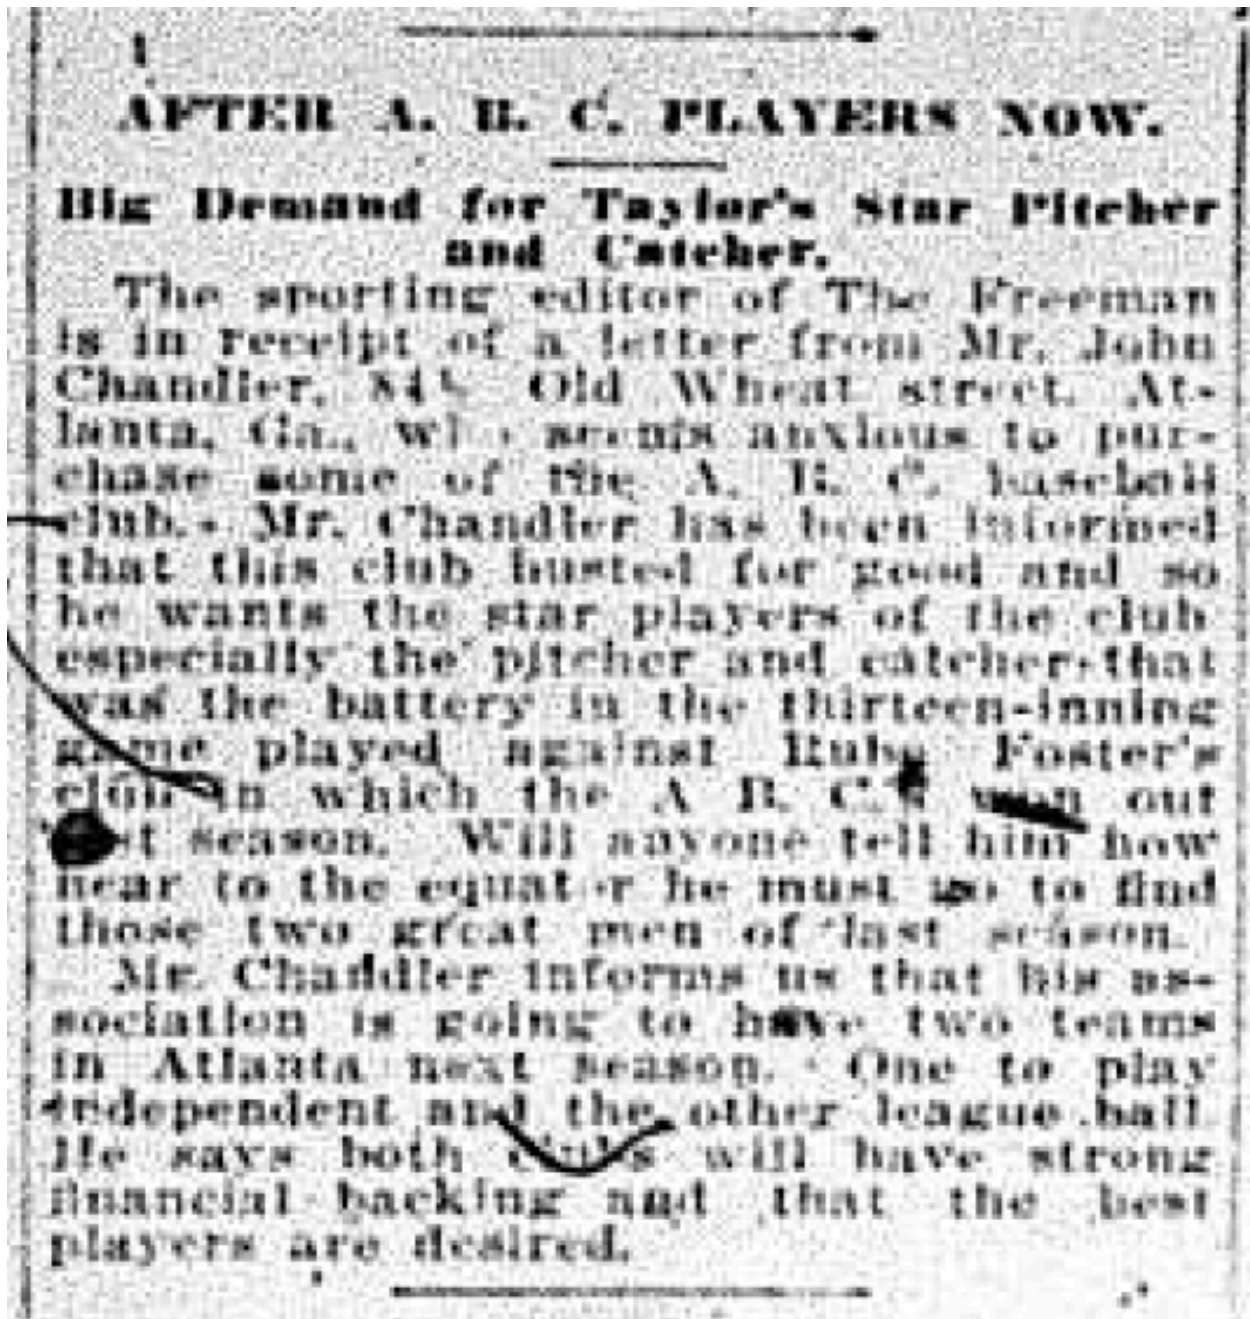 AFTER A. B. C. PLAYERS NOW.
Big Demand for Taylor's Star Pitcher
and Catcher.
The sporting editor of The Freeman
is in receipt of a letter from Mr. John
Chandler, Old Wheat street, At-
lanta, Ga., who seems anxious to pur-
chase some of the A. B. C. baseball
club. Mr. Chandler has been informed
that this club busted for good and so
he wants the star players of the club
especially the pitcher and catcher that
was the battery in the thirteen-inning
game played against Rube Foster's
club in which the A B. C.'s won out
season. Will anyone tell him how
near to the equator he must go to find
those two great men of last season.
Mr. Chandler informs us that his as-
sociation is going to have two teams
in Atlanta next season. One to play
independent and the other league ball.
He says both clubs will have strong
financial backing and that the best
players are desired.